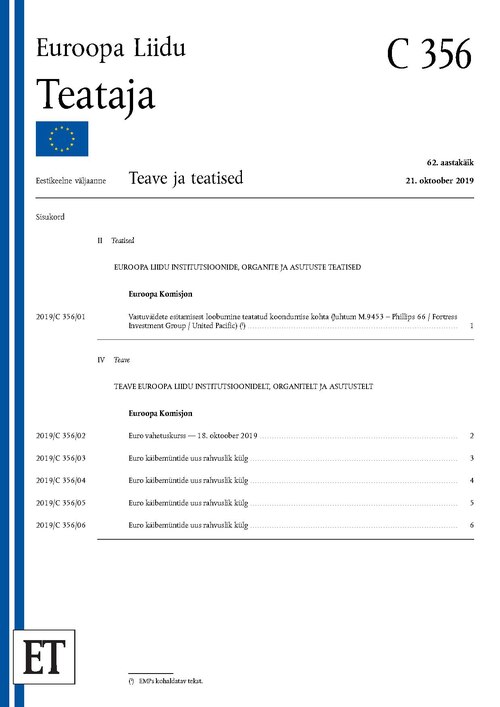 Euroopa Liidu
C 356
Teataja
62. aastakäik
Eestikeelne väljaanne
Teave ja teatised
21. oktoober 2019
Sisukord
II Teatised
EUROOPA LIIDU INSTITUTSIOONIDE, ORGANITE JA ASUTUSTE TEATISED
Euroopa Komisjon
2019/C 356/01
Vastuväidete esitamisest loobumine teatatud koondumise kohta (Juhtum M.9453 – Phillips 66 / Fortress
Investment Group / United Pacific) (¹) 1
IV Teave
TEAVE EUROOPA LIIDU INSTITUTSIOONIDELT, ORGANITELT JA ASUTUSTELT
Euroopa Komisjon
2019/C 356/02 Euro vahetuskurss — 18. oktoober 2019 2
2019/C 356/03 Euro käibemüntide uus rahvuslik külg 3
2019/C 356/04 Euro käibemüntide uus rahvuslik külg 4
2019/C 356/05 Euro käibemüntide uus rahvuslik külg 5
2019/C 356/06 Euro käibemüntide uus rahvuslik külg 6
ET
(¹) EMPs kohaldatav tekst.